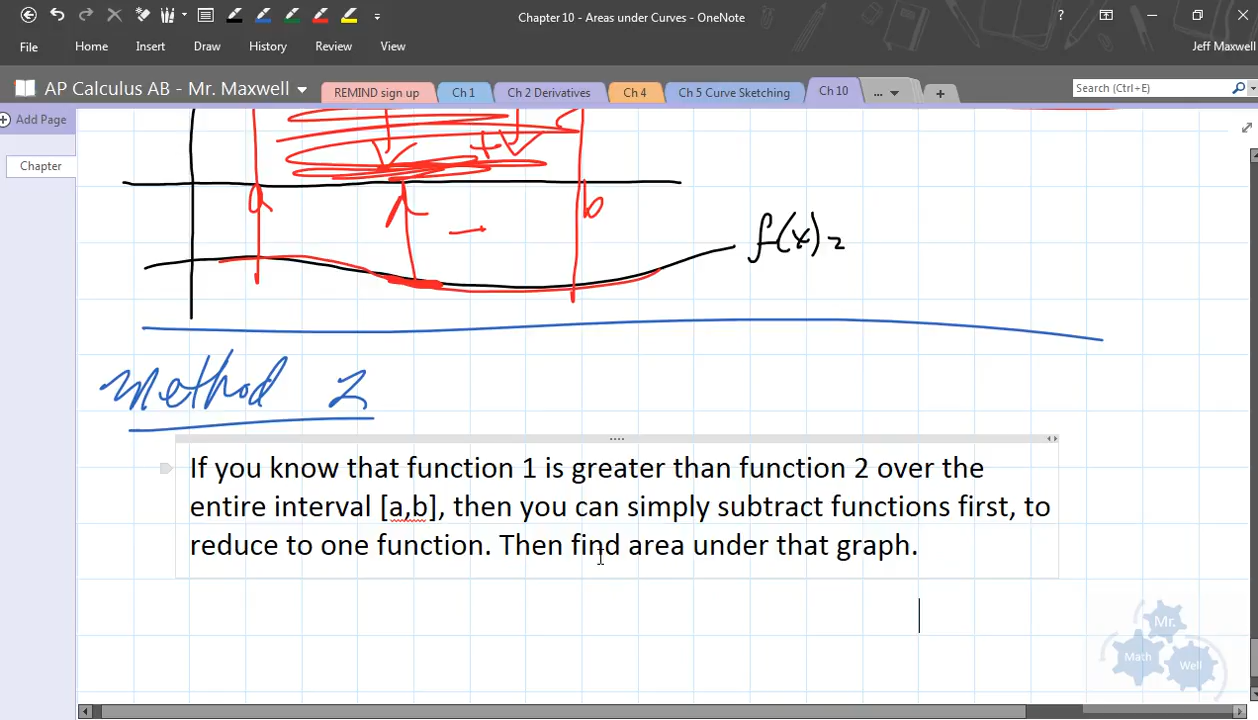 Chapter 10 - Areas under Curves - OneNote
?
File
Home
Insert
Draw
History
Review
View
Jeff Maxwell
AP Calculus AB - Mr. Maxwell
REMIND sign up
Ch 1
Ch 2 Derivatives
Ch 4
Ch 5 Curve Sketching
Ch 10
...
Search (Ctrl+E)
Add Page
Chapter
+
a
b
-
f(x)2
Method 2
If you know that function 1 is greater than function 2 over the
entire interval [a,b], then you can simply subtract functions first, to
reduce to one function. Then find area under that graph.
Mr.
Math
Well